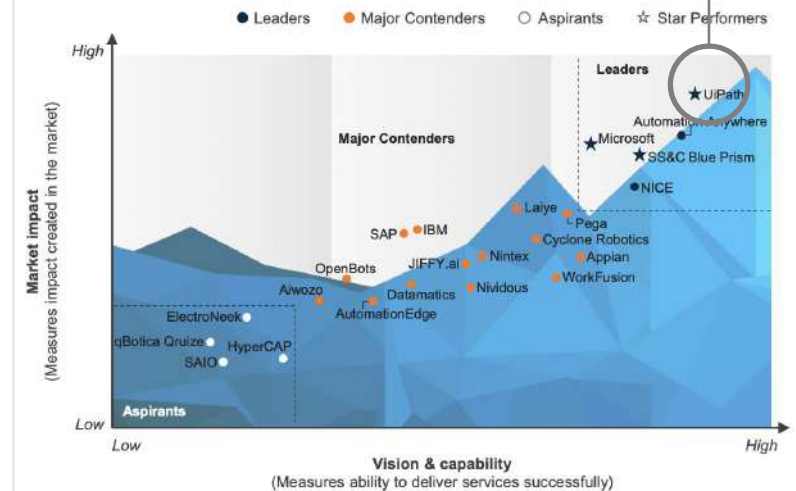 Leaders
Major Contenders
Aspirants
Star Performers
High
Market impact
(Measures impact created in the market)
Leaders
UiPath
Automation Anywhere
Major Contenders
Microsoft
SS&C Blue Prism
NICE
Laiye
Pega
SAP
IBM
Cyclone Robotics
JIFFY.ai
Nintex
Appian
OpenBots
WorkFusion
Aiwozo
Datamatics
Nividous
AutomationEdge
ElectroNeek
qBotica Qruize
HyperCAP
SAIO
Aspirants
Low
Low
High
Vision & capability
(Measures ability to deliver services successfully)